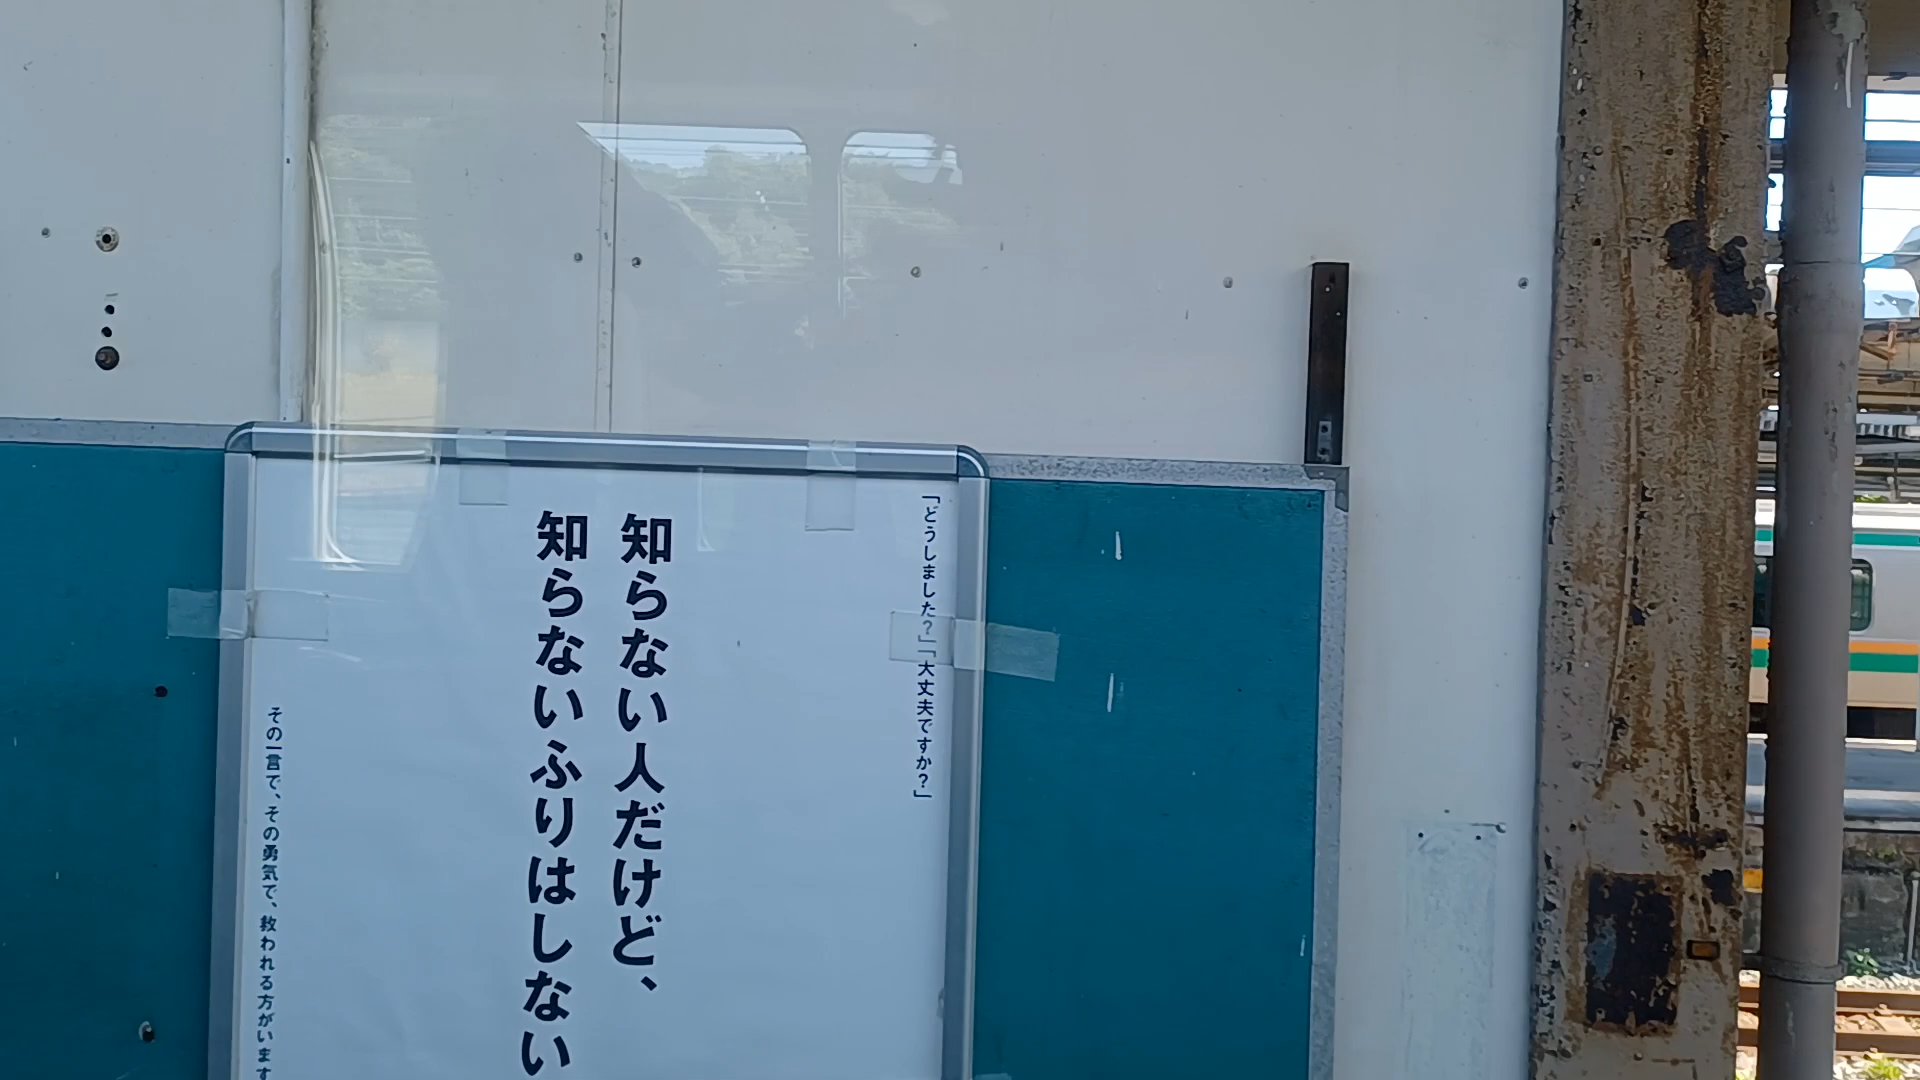 「どうしました?」「大丈夫ですか?」
知らない人だけど、
知らないふりはしない
その一言で、その勇気で、救われる方がいます